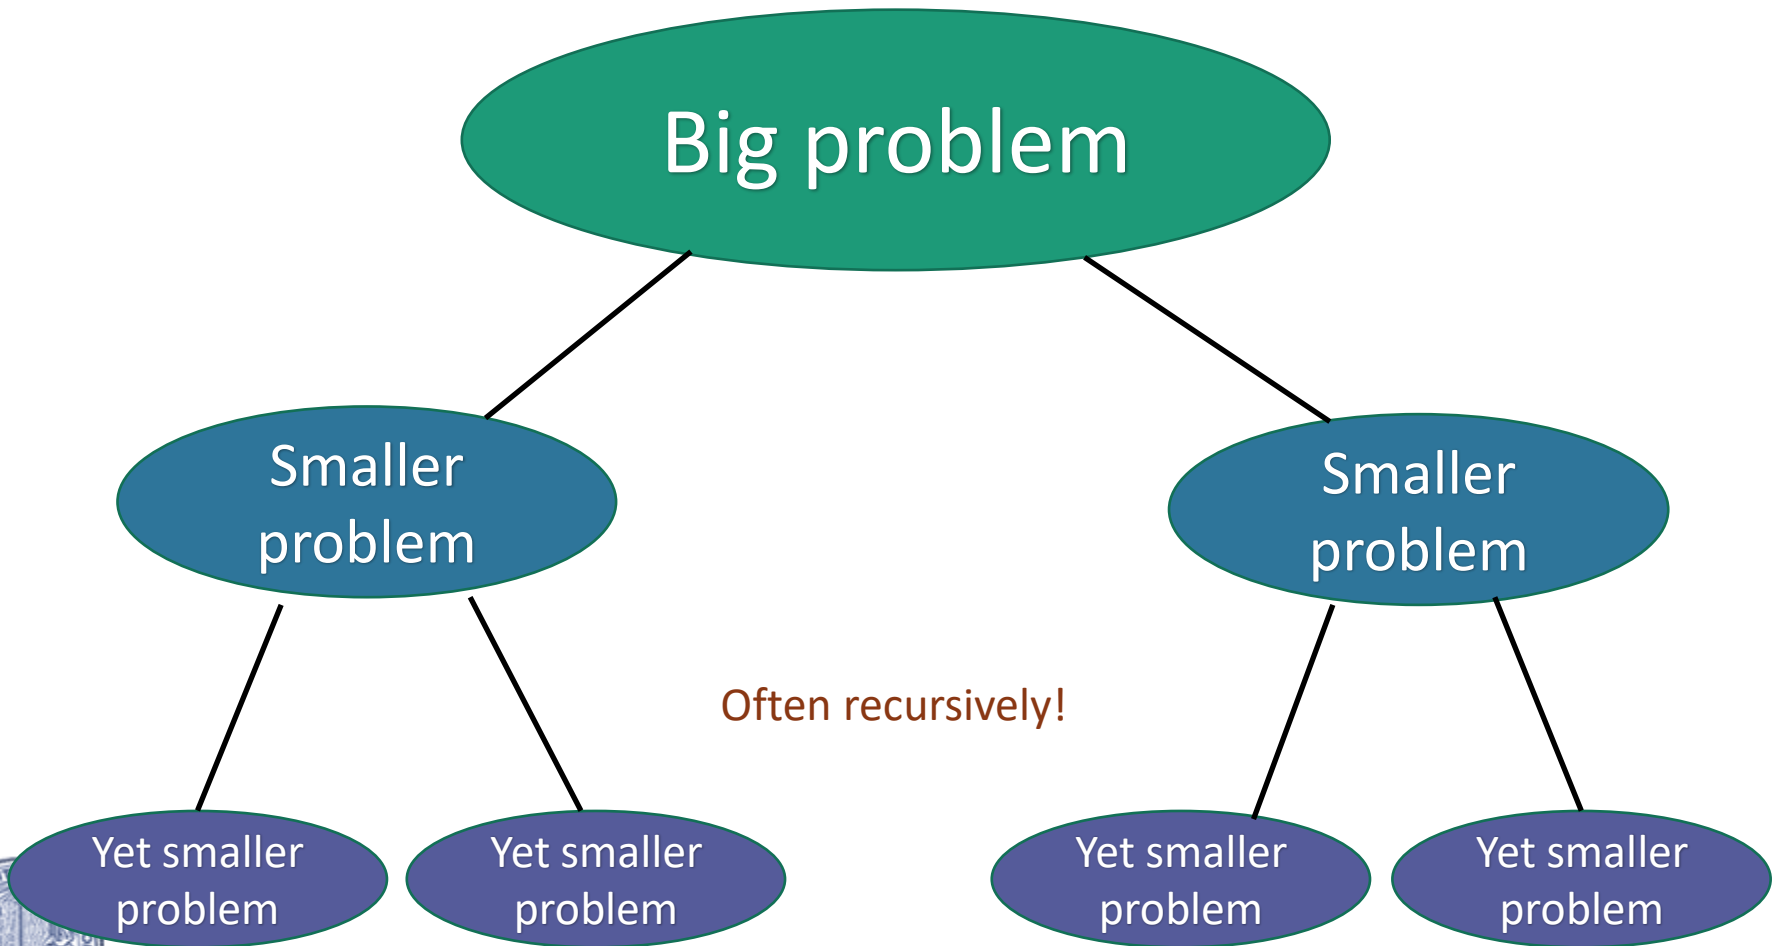 Big problem
Smaller
problem
Smaller
problem
Often recursively!
Yet smaller
problem
Yet smaller
problem
Yet smaller
problem
Yet smaller
problem